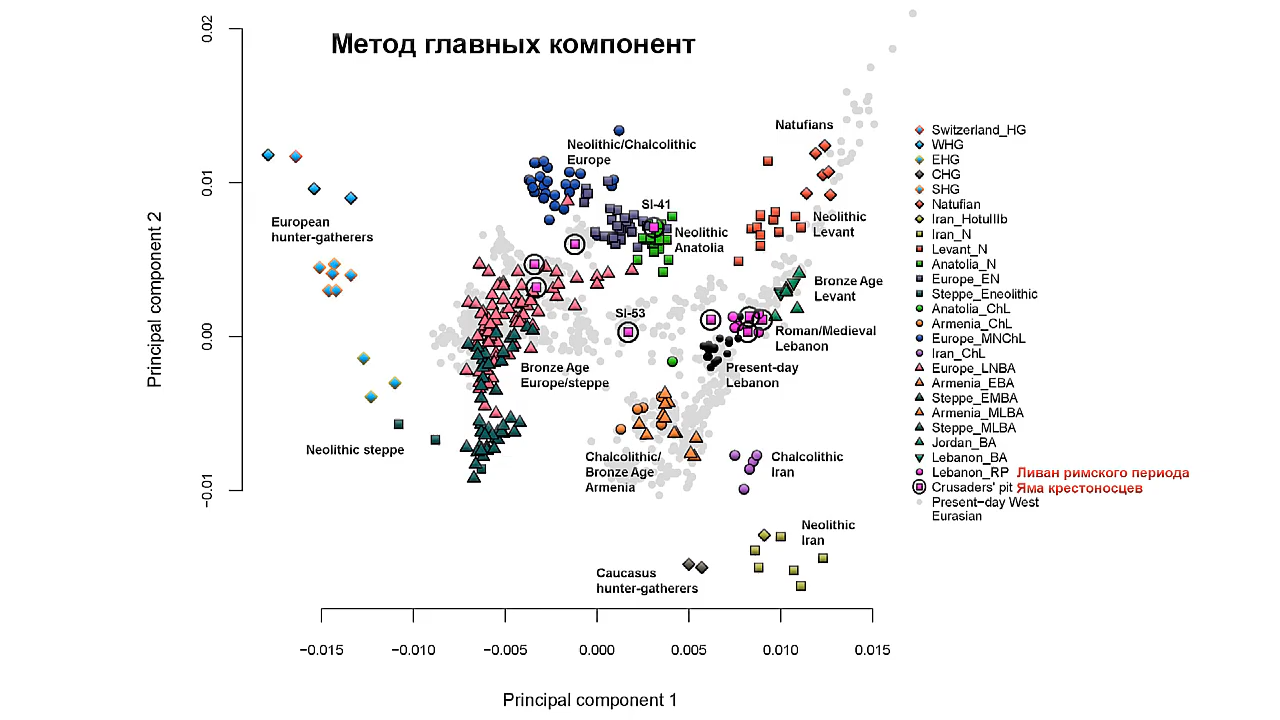 Метод главных компонент
Principal component 2
0.02
0.01
0.00
−0.01
Natufians
Neolithic/Chalcolithic
Europe
SI-41
European
hunter-gatherers
Neolithic
Anatolia
Neolithic
Levant
Bronze Age
Levant
SI-53
Roman/Medieval
Lebanon
Bronze Age
Europe/steppe
Present-day
Lebanon
Neolithic steppe
Chalcolithic/
Bronze Age
Armenia
Chalcolithic
Iran
Neolithic
Iran
Caucasus
hunter-gatherers
−0.015
−0.010
−0.005
0.000
0.005
0.010
0.015
Principal component 1
Switzerland_HG
WHG
EHG
CHG
SHG
Natufian
Iran_HotuIIIb
Iran_N
Levant_N
Anatolia_N
Europe_EN
Steppe_Eneolithic
Anatolia_ChL
Armenia_ChL
Europe_MNChL
Iran_ChL
Europe_LNBA
Armenia_EBA
Steppe_EMBA
Armenia_MLBA
Steppe_MLBA
Jordan_BA
Lebanon_BA
Lebanon_RP Ливан римского периода
Crusaders' pit Яма крестоносцев
Present−day West
Eurasian